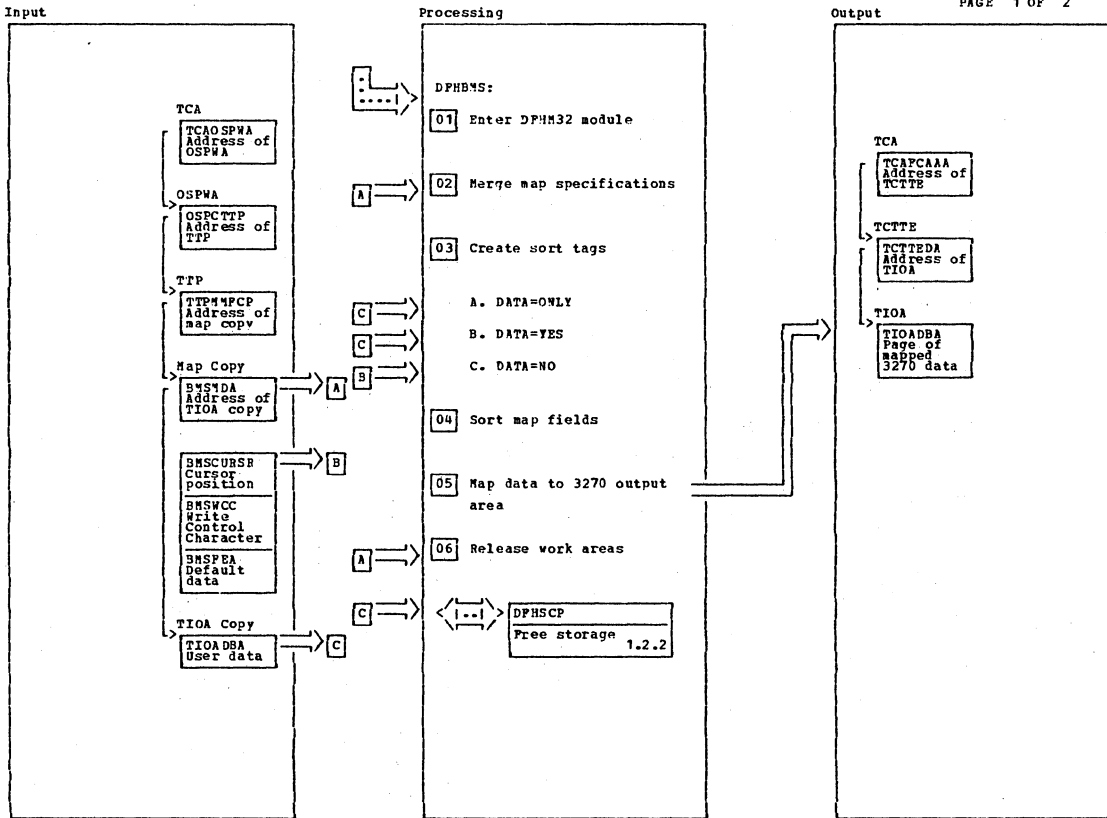 PAGE 1 OF 2
Input
Processing
Output
TCA
TCAOSPWA
Address of
OSPWA
OSPWA
OSPCTTP
Address of
TTP
TTP
TTPMMPCP
Address of
map copy
Map Copy
BMSMDA
Address of
TIOA copy
A
BMSCURSR
Cursor
position
B
BMSWCC
Write
Control
Character
BMSFEA
Default
data
TIOA Copy
TIOADBA
User data
C
DFHBMS:
01 Enter DFHM32 module
A
02 Merge map specifications
03 Create sort tags
C
A. DATA=ONLY
C
B. DATA=YES
B
C. DATA=NO
04 Sort map fields
05 Map data to 3270 output
area
A
06 Release work areas
C
DFHSCP
Free storage
1.2.2
TCA
TCAFCAAA
Address of
TCTTE
TCTTE
TCTTEDA
Address of
TIOA
TIOA
TIOADBA
Page of
mapped
3270 data